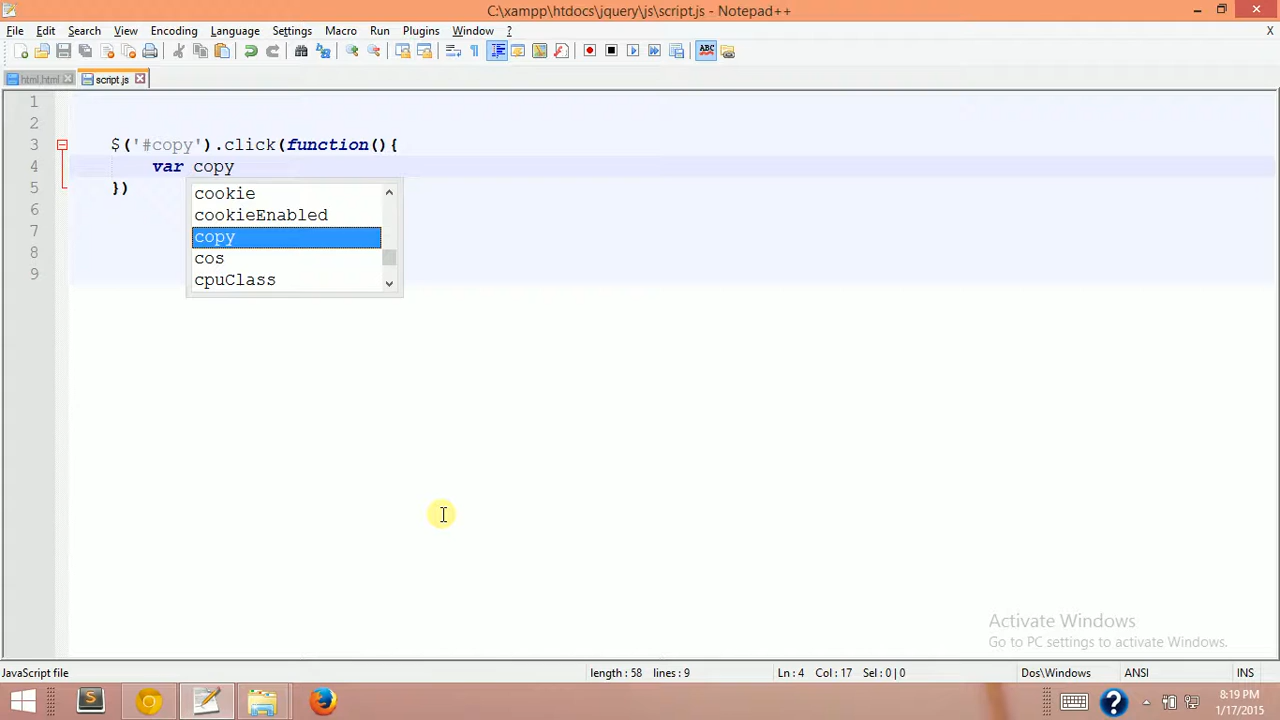 C:\xampp\htdocs\jquery\js\script.js - Notepad++
File Edit Search View Encoding Language Settings Macro Run Plugins Window ? X
ABC
html.html script.js
1
2
3 $('#copy').click(function(){
4 var copy
5 })
6
7
8
9
cookie
cookieEnabled
copy
cos
cpuClass
Activate Windows
Go to PC settings to activate Windows.
JavaScript file length : 58 lines : 9 Ln : 4 Col : 17 Sel : 0 | 0 Dos\Windows ANSI INS
S ? 8:19 PM
1/17/2015